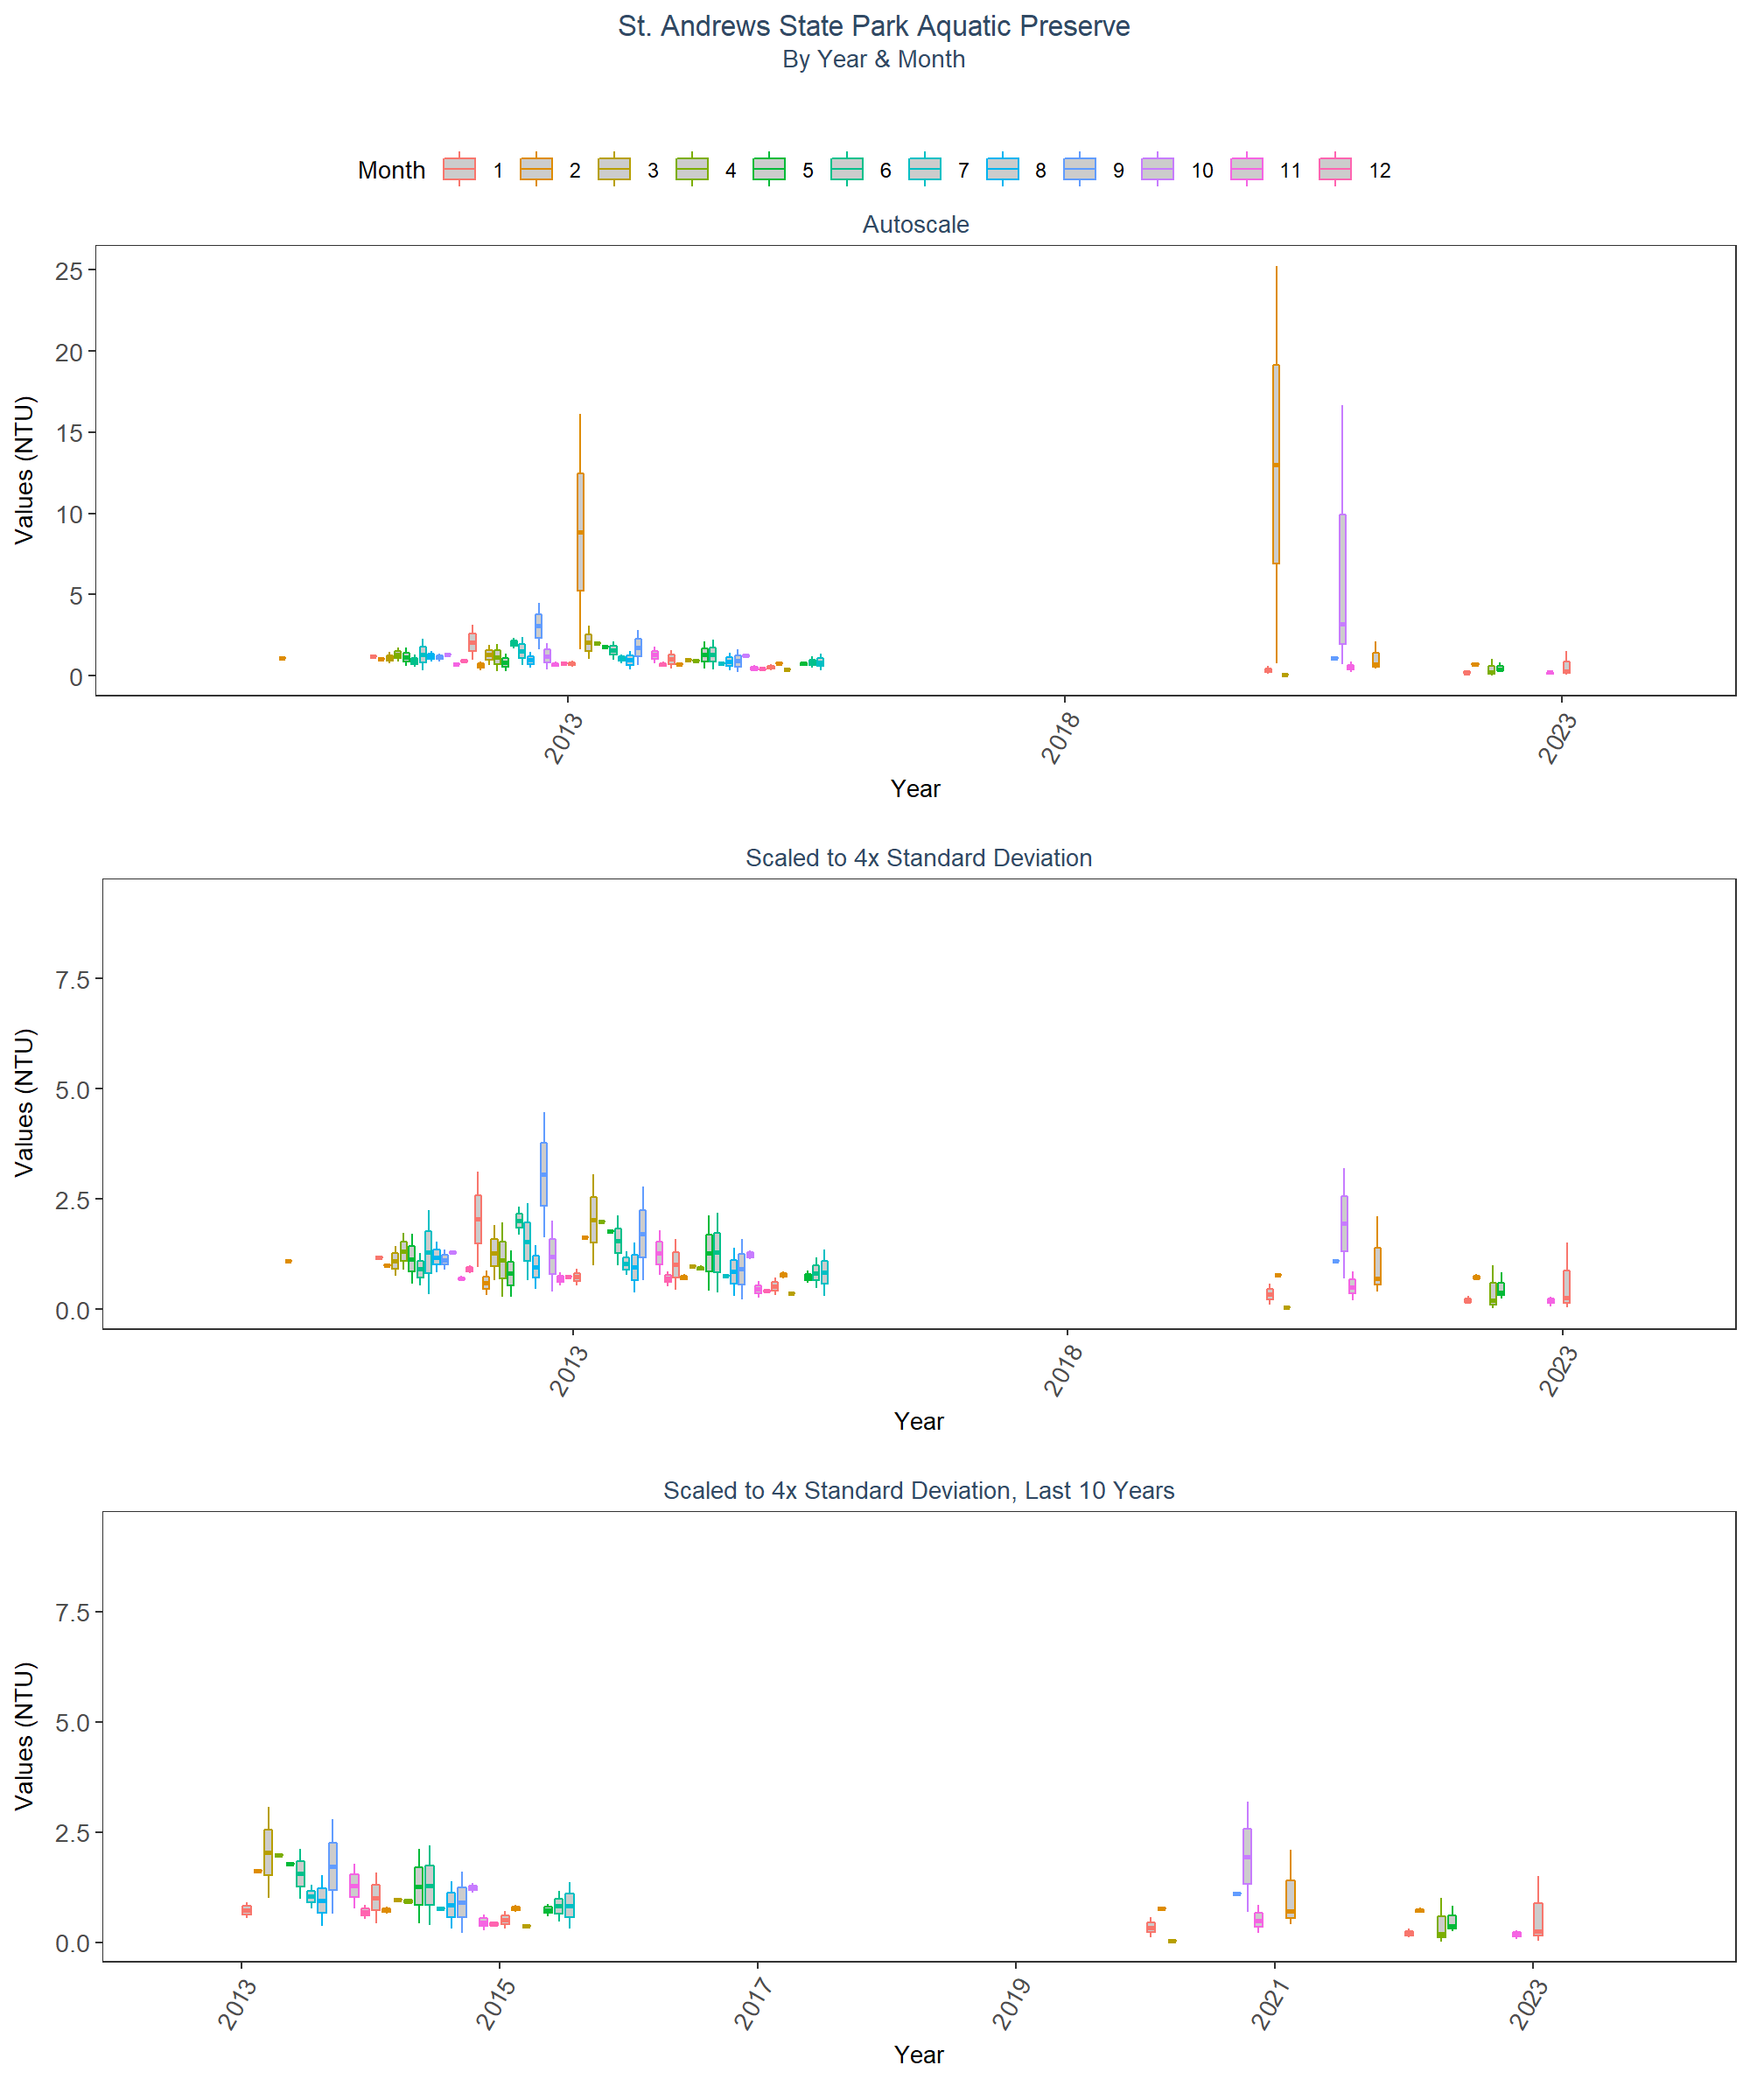 St. Andrews State Park Aquatic Preserve
By Year & Month
Month 1 2 3 4 5 6 7 8 9 10 11 12
Autoscale
Values (NTU)
25
20
15
10
5
0
2013 2018 2023
Year
Scaled to 4x Standard Deviation
Values (NTU)
7.5
5.0
2.5
0.0
2013 2018 2023
Year
Scaled to 4x Standard Deviation, Last 10 Years
Values (NTU)
7.5
5.0
2.5
0.0
2013 2015 2017 2019 2021 2023
Year